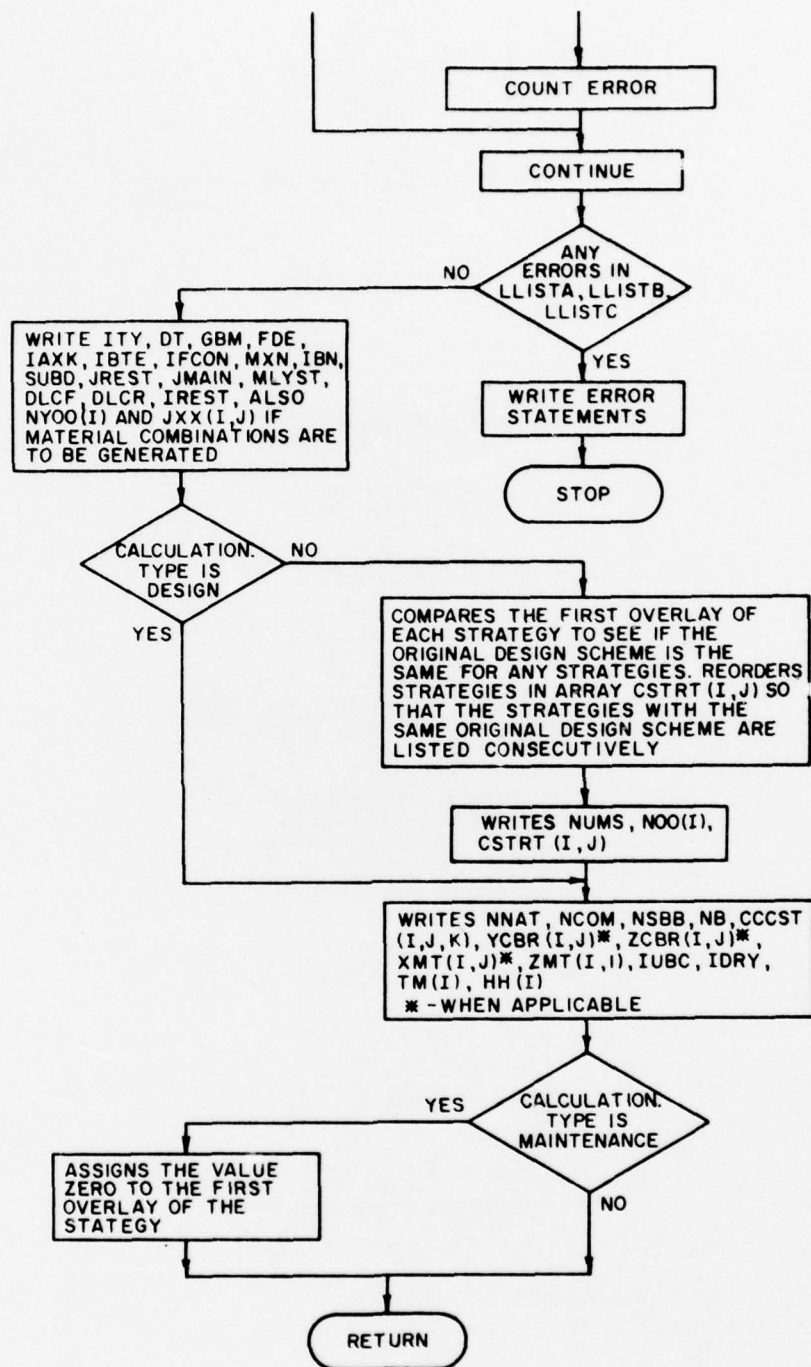 COUNT ERROR
CONTINUE
ANY
ERRORS IN
LLISTA, LLISTB,
LLISTC
NO
YES
WRITE ITY, DT, GBM, FDE,
IAXK, IBTE, IFCON, MXN, IBN,
SUBD, JREST, JMAIN, MLYST,
DLCF, DLCR, IREST, ALSO
NYOO(I) AND JXX(I,J) IF
MATERIAL COMBINATIONS ARE
TO BE GENERATED
WRITE ERROR
STATEMENTS
STOP
CALCULATION.
TYPE IS
DESIGN
NO
YES
COMPARES THE FIRST OVERLAY OF
EACH STRATEGY TO SEE IF THE
ORIGINAL DESIGN SCHEME IS THE
SAME FOR ANY STRATEGIES. REORDERS
STRATEGIES IN ARRAY CSTRT (I,J) SO
THAT THE STRATEGIES WITH THE
SAME ORIGINAL DESIGN SCHEME ARE
LISTED CONSECUTIVELY
WRITES NUMS, NOO(I),
CSTRT (I,J)
WRITES NNAT, NCOM, NSBB, NB, CCCST
(I,J,K), YCBR (I,J)*, ZCBR(I,J)*,
XMT(I,J)*, ZMT(I,I), IUBC, IDRY,
TM(I), HH(I)
* - WHEN APPLICABLE
CALCULATION.
TYPE IS
MAINTENANCE
YES
NO
ASSIGNS THE VALUE
ZERO TO THE FIRST
OVERLAY OF THE
STATEGY
RETURN